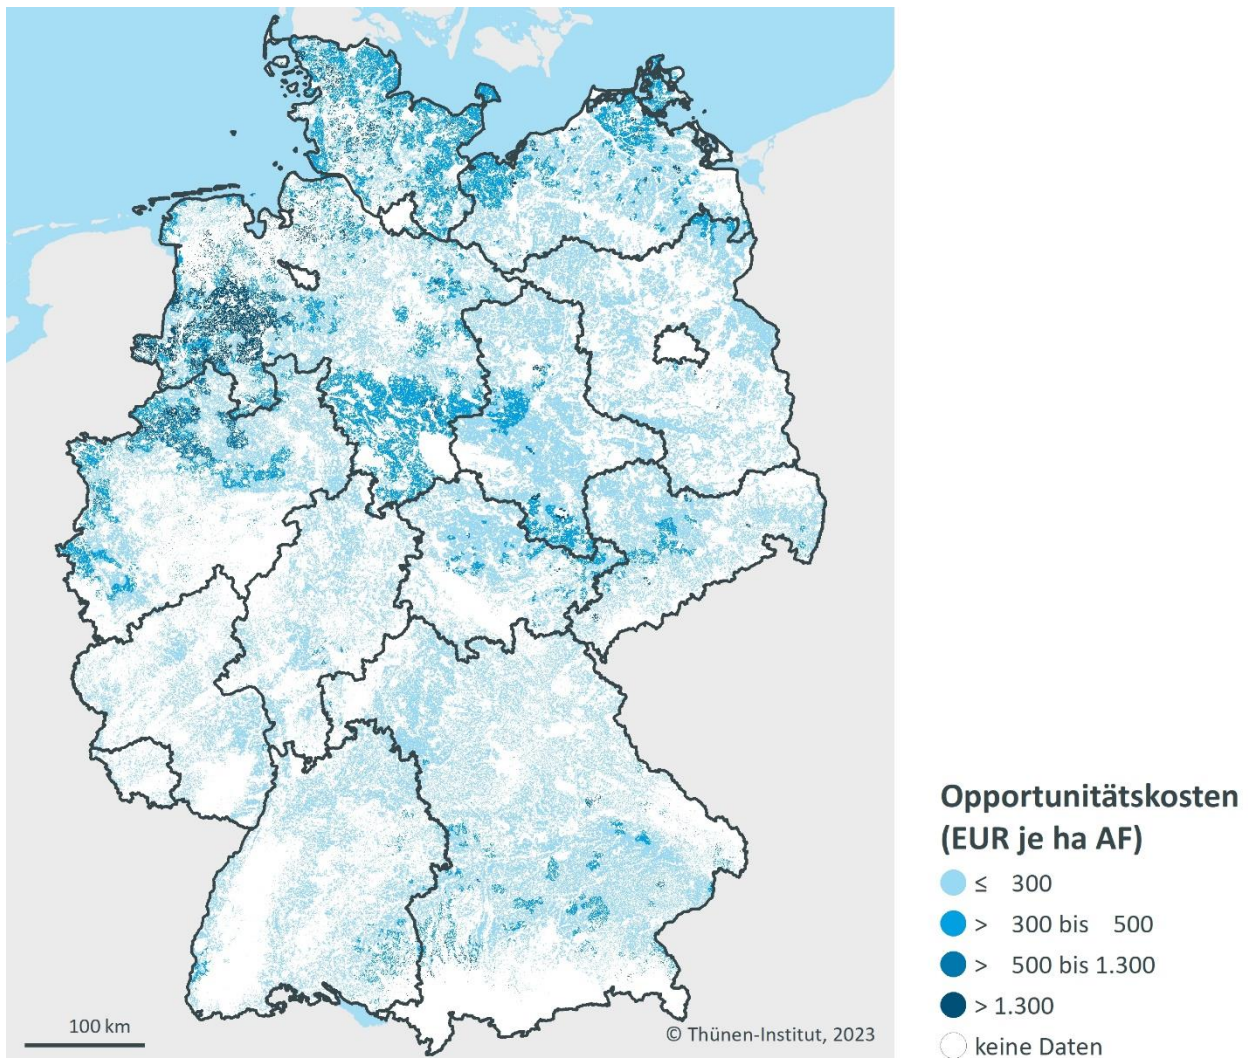 Opportunitätskosten
(EUR je ha AF)
≤ 300
> 300 bis 500
> 500 bis 1.300
> 1.300
keine Daten
100 km
© Thünen-Institut, 2023